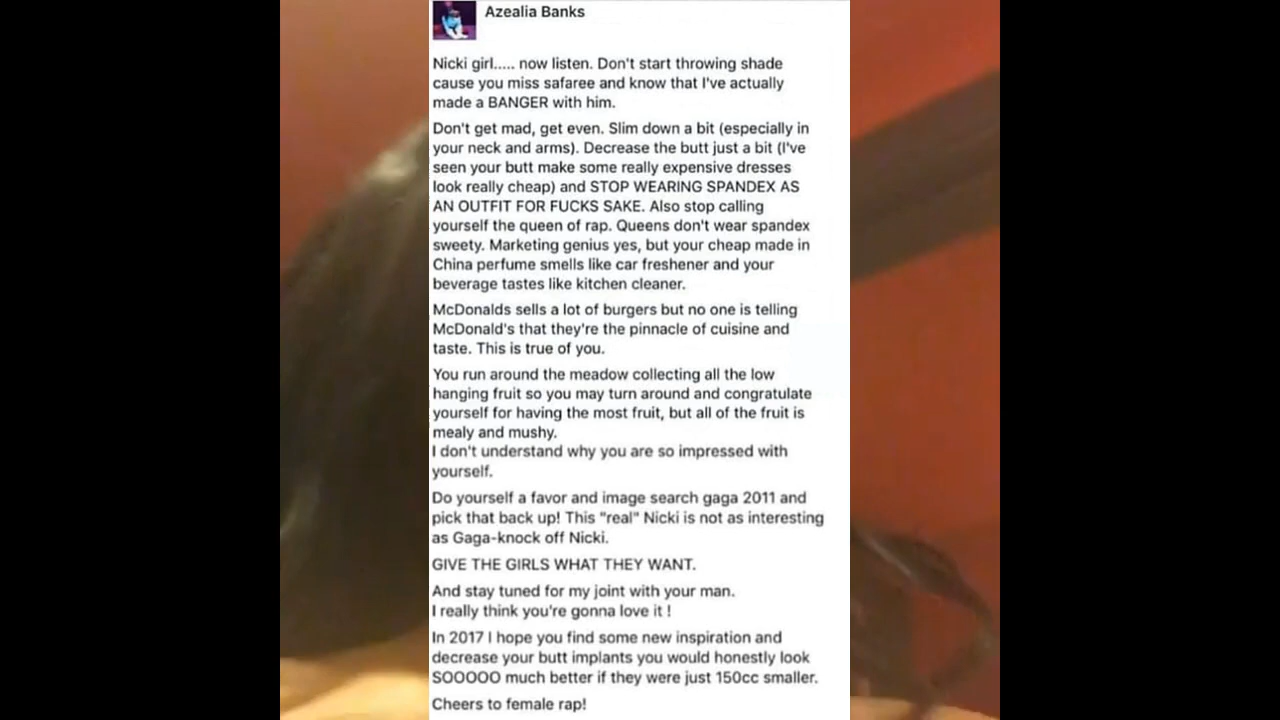 Azealia Banks
Nicki girl..... now listen. Don't start throwing shade
cause you miss safaree and know that I've actually
made a BANGER with him.
Don't get mad, get even. Slim down a bit (especially in
your neck and arms). Decrease the butt just a bit (I've
seen your butt make some really expensive dresses
look really cheap) and STOP WEARING SPANDEX AS
AN OUTFIT FOR FUCKS SAKE. Also stop calling
yourself the queen of rap. Queens don't wear spandex
sweety. Marketing genius yes, but your cheap made in
China perfume smells like car freshener and your
beverage tastes like kitchen cleaner.
McDonalds sells a lot of burgers but no one is telling
McDonald's that they're the pinnacle of cuisine and
taste. This is true of you.
You run around the meadow collecting all the low
hanging fruit so you may turn around and congratulate
yourself for having the most fruit, but all of the fruit is
mealy and mushy.
I don't understand why you are so impressed with
yourself.
Do yourself a favor and image search gaga 2011 and
pick that back up! This "real" Nicki is not as interesting
as Gaga-knock off Nicki.
GIVE THE GIRLS WHAT THEY WANT.
And stay tuned for my joint with your man.
I really think you're gonna love it !
In 2017 I hope you find some new inspiration and
decrease your butt implants you would honestly look
SOOOOO much better if they were just 150cc smaller.
Cheers to female rap!